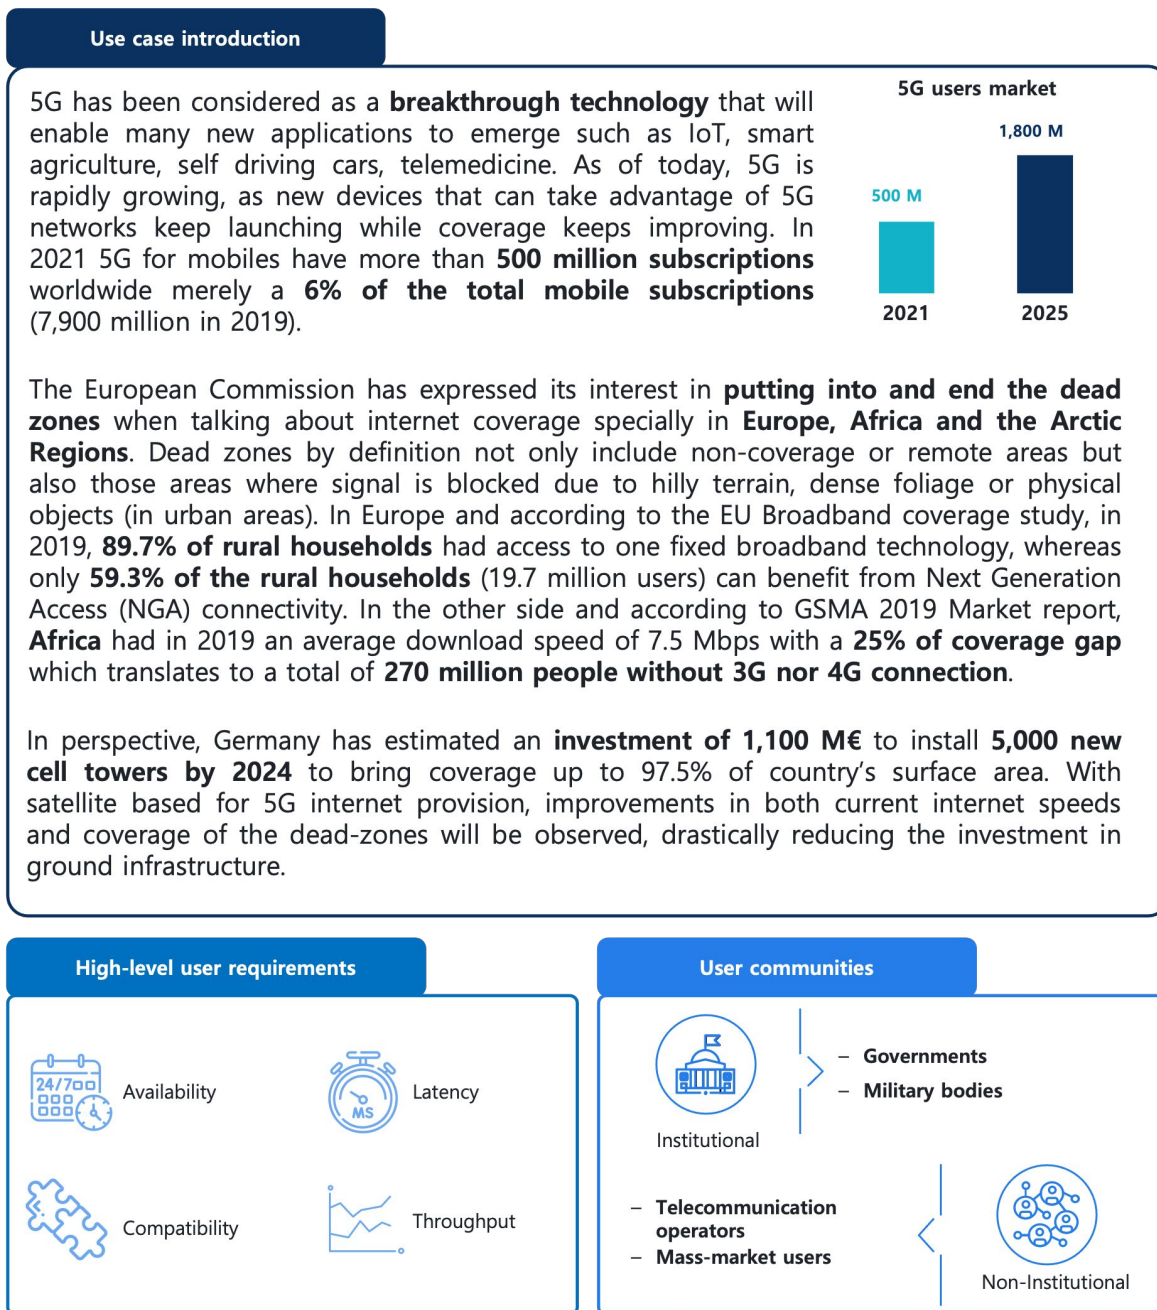 Use case introduction
5G has been considered as a breakthrough technology that will
enable many new applications to emerge such as IoT, smart
agriculture, self driving cars, telemedicine. As of today, 5G is
rapidly growing, as new devices that can take advantage of 5G
networks keep launching while coverage keeps improving. In
2021 5G for mobiles have more than 500 million subscriptions
worldwide merely a 6% of the total mobile subscriptions
(7,900 million in 2019).
5G users market
1,800 M
500 M
2021
2025
The European Commission has expressed its interest in putting into and end the dead
zones when talking about internet coverage specially in Europe, Africa and the Arctic
Regions. Dead zones by definition not only include non-coverage or remote areas but
also those areas where signal is blocked due to hilly terrain, dense foliage or physical
objects (in urban areas). In Europe and according to the EU Broadband coverage study, in
2019, 89.7% of rural households had access to one fixed broadband technology, whereas
only 59.3% of the rural households (19.7 million users) can benefit from Next Generation
Access (NGA) connectivity. In the other side and according to GSMA 2019 Market report,
Africa had in 2019 an average download speed of 7.5 Mbps with a 25% of coverage gap
which translates to a total of 270 million people without 3G nor 4G connection.
In perspective, Germany has estimated an investment of 1,100 M€ to install 5,000 new
cell towers by 2024 to bring coverage up to 97.5% of country's surface area. With
satellite based for 5G internet provision, improvements in both current internet speeds
and coverage of the dead-zones will be observed, drastically reducing the investment in
ground infrastructure.
High-level user requirements
24/7
Availability
MS
Latency
Compatibility
Throughput
User communities
Institutional
– Governments
– Military bodies
– Telecommunication
operators
– Mass-market users
Non-Institutional